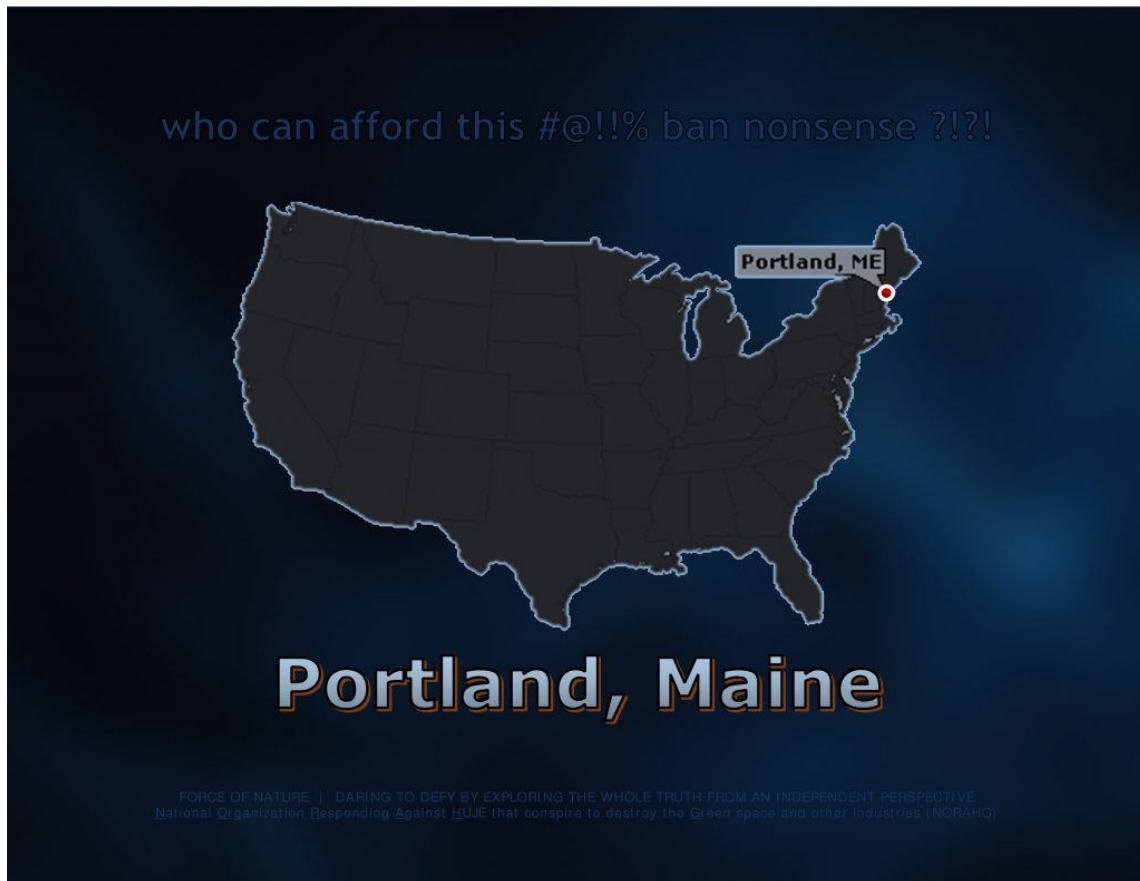 who can afford this #@!!% ban nonsense ?!?!
Portland, ME
Portland, Maine
FORCE OF NATURE | DARING TO DEFY BY EXPLORING THE WHOLE TRUTH FROM AN INDEPENDENT PERSPECTIVE
National Organization Responding Against HUJE that conspire to destroy the Green space and other industries (NORAHG)